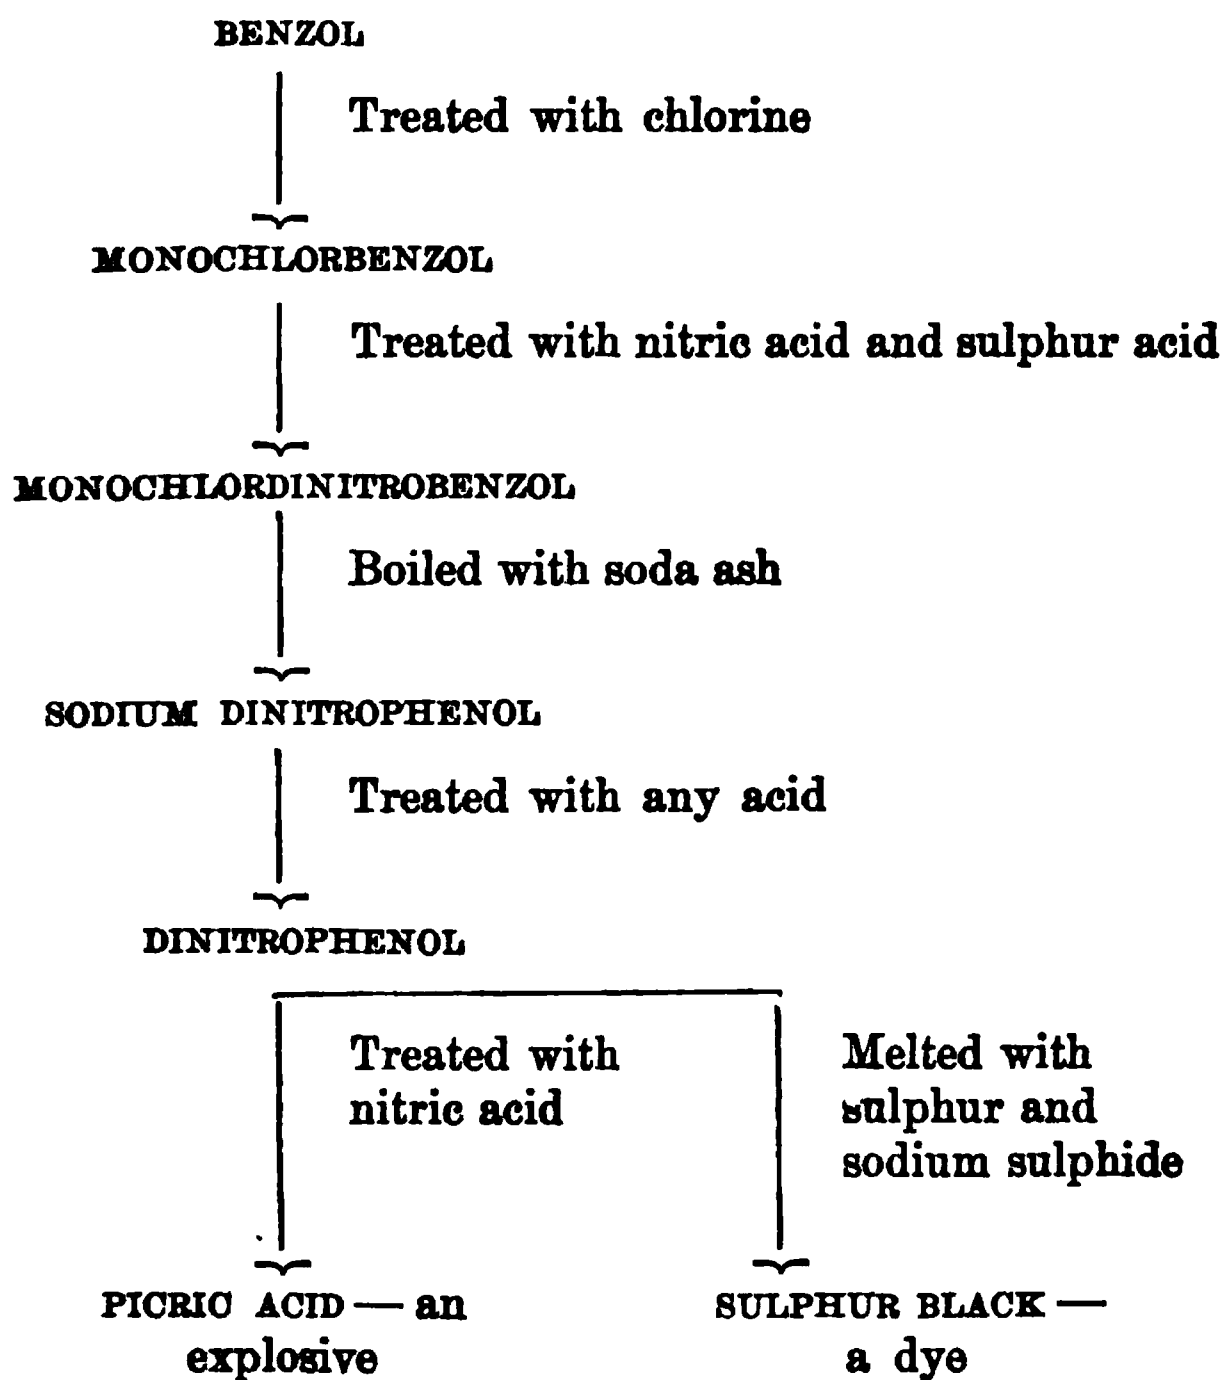 BENZOL
Treated with chlorine
MONOCHLORBENZOL
Treated with nitric acid and sulphur acid
MONOCHLORDINITROBENZOL
Boiled with soda ash
SODIUM DINITROPHENOL
Treated with any acid
DINITROPHENOL
Treated with
nitric acid
Melted with
sulphur and
sodium sulphide
PICRIC ACID — an
explosive
SULPHUR BLACK —
a dye